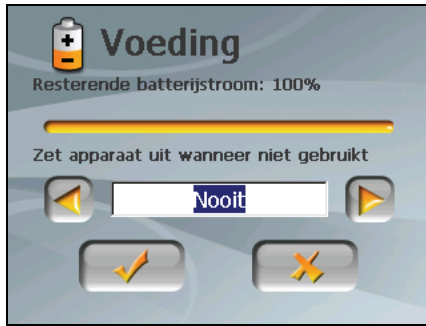 Voeding
Resterende batterijstroom: 100%
Zet apparaat uit wanneer niet gebruikt
Nooit